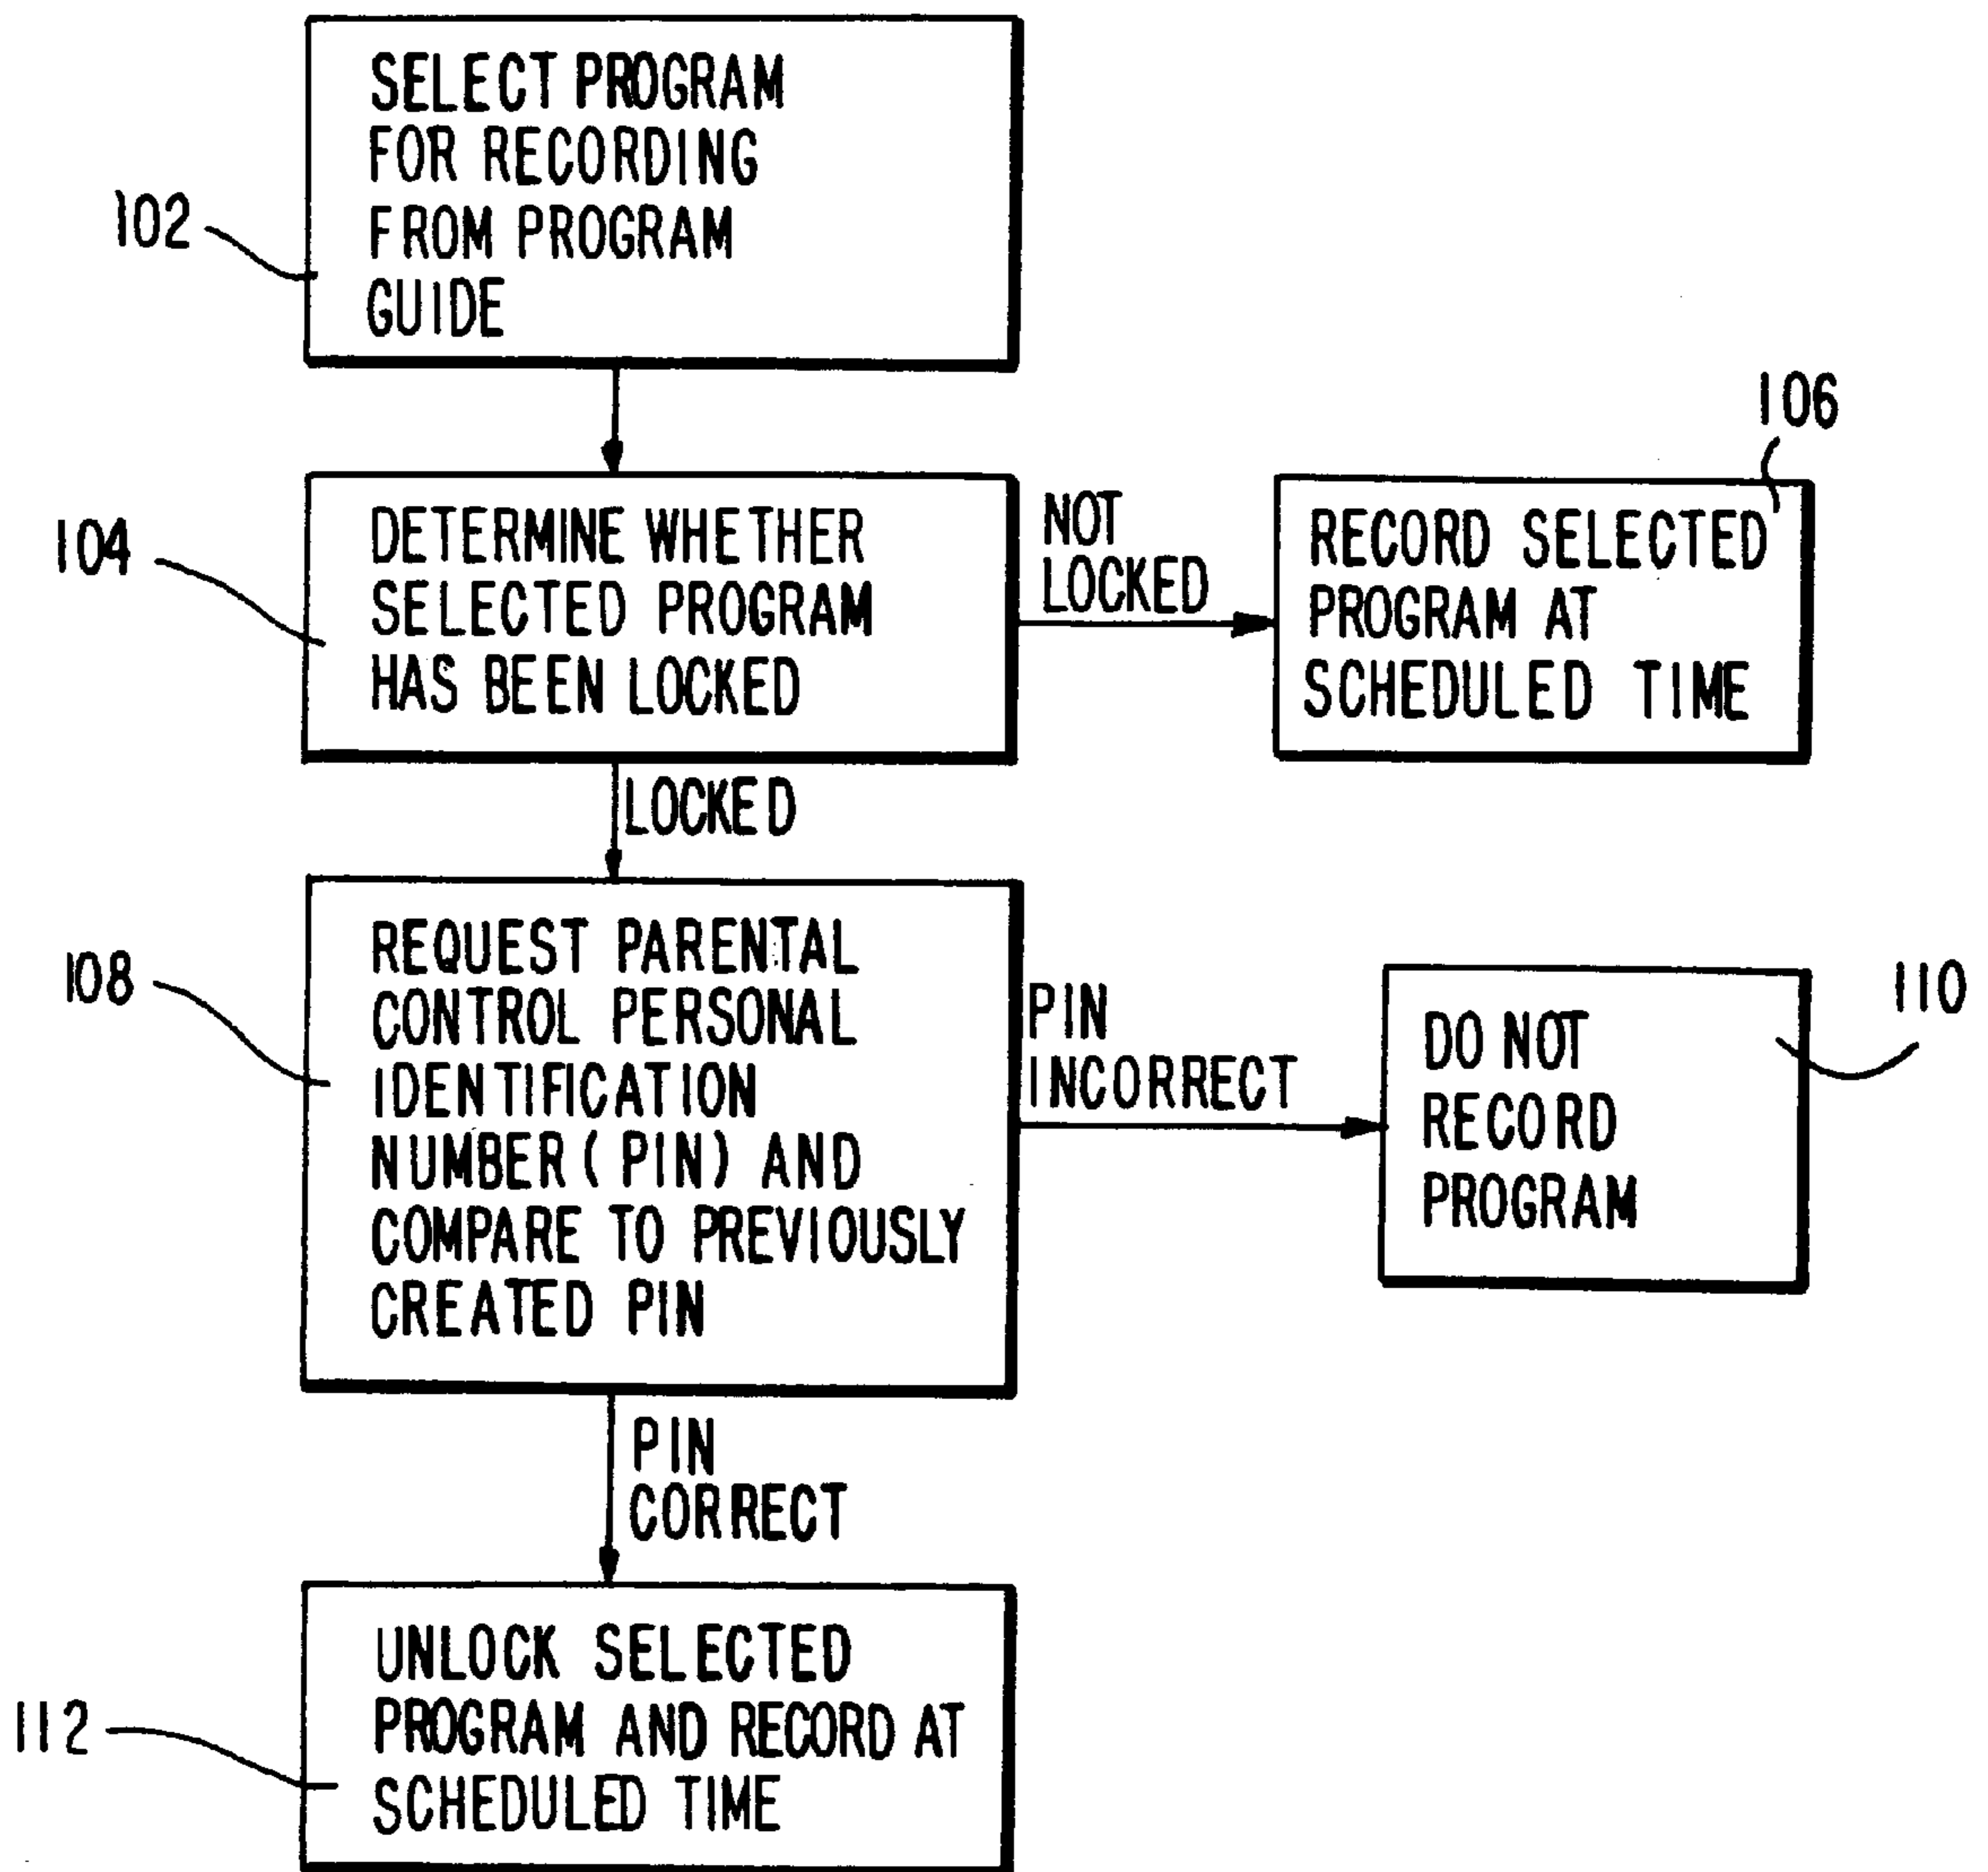 SELECT PROGRAM
FOR RECORDING
FROM PROGRAM
GUIDE
102
106
DETERMINE WHETHER
SELECTED PROGRAM
HAS BEEN LOCKED
104
NOT
LOCKED
RECORD SELECTED
PROGRAM AT
SCHEDULED TIME
LOCKED
REQUEST PARENTAL
CONTROL PERSONAL
IDENTIFICATION
NUMBER (PIN) AND
COMPARE TO PREVIOUSLY
CREATED PIN
108
PIN
INCORRECT
DO NOT
RECORD
PROGRAM
110
PIN
CORRECT
UNLOCK SELECTED
PROGRAM AND RECORD AT
SCHEDULED TIME
112